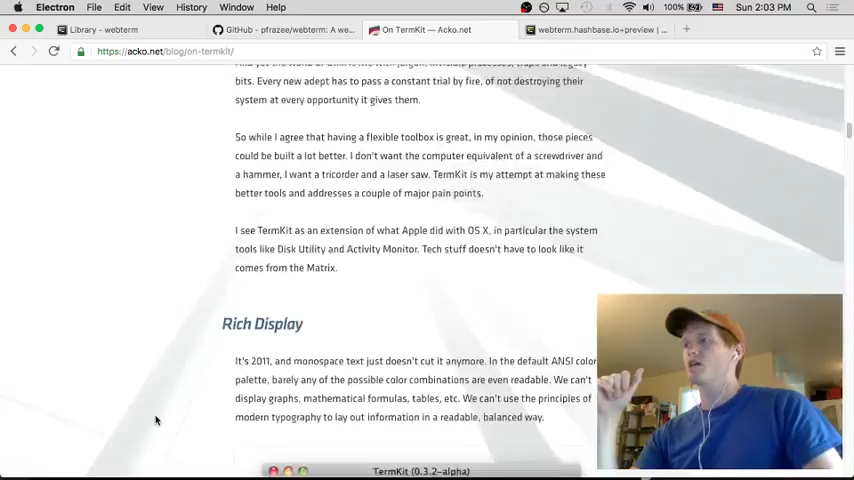 Electron File Edit View History Window Help
100% Sun 2:03 PM
Library - webterm
GitHub - pfrazee/webterm: A we...
On TermKit — Acko.net
webterm.hashbase.io+preview | ...
https://acko.net/blog/on-termkit/
bits. Every new adept has to pass a constant trial by fire, of not destroying their
system at every opportunity it gives them.
So while I agree that having a flexible toolbox is great, in my opinion, those pieces
could be built a lot better. I don't want the computer equivalent of a screwdriver and
a hammer, I want a tricorder and a laser saw. TermKit is my attempt at making these
better tools and addresses a couple of major pain points.
I see TermKit as an extension of what Apple did with OS X, in particular the system
tools like Disk Utility and Activity Monitor. Tech stuff doesn't have to look like it
comes from the Matrix.
Rich Display
It's 2011, and monospace text just doesn't cut it anymore. In the default ANSI color
palette, barely any of the possible color combinations are even readable. We can't
display graphs, mathematical formulas, tables, etc. We can't use the principles of
modern typography to lay out information in a readable, balanced way.
TermKit (0.3.2–alpha)